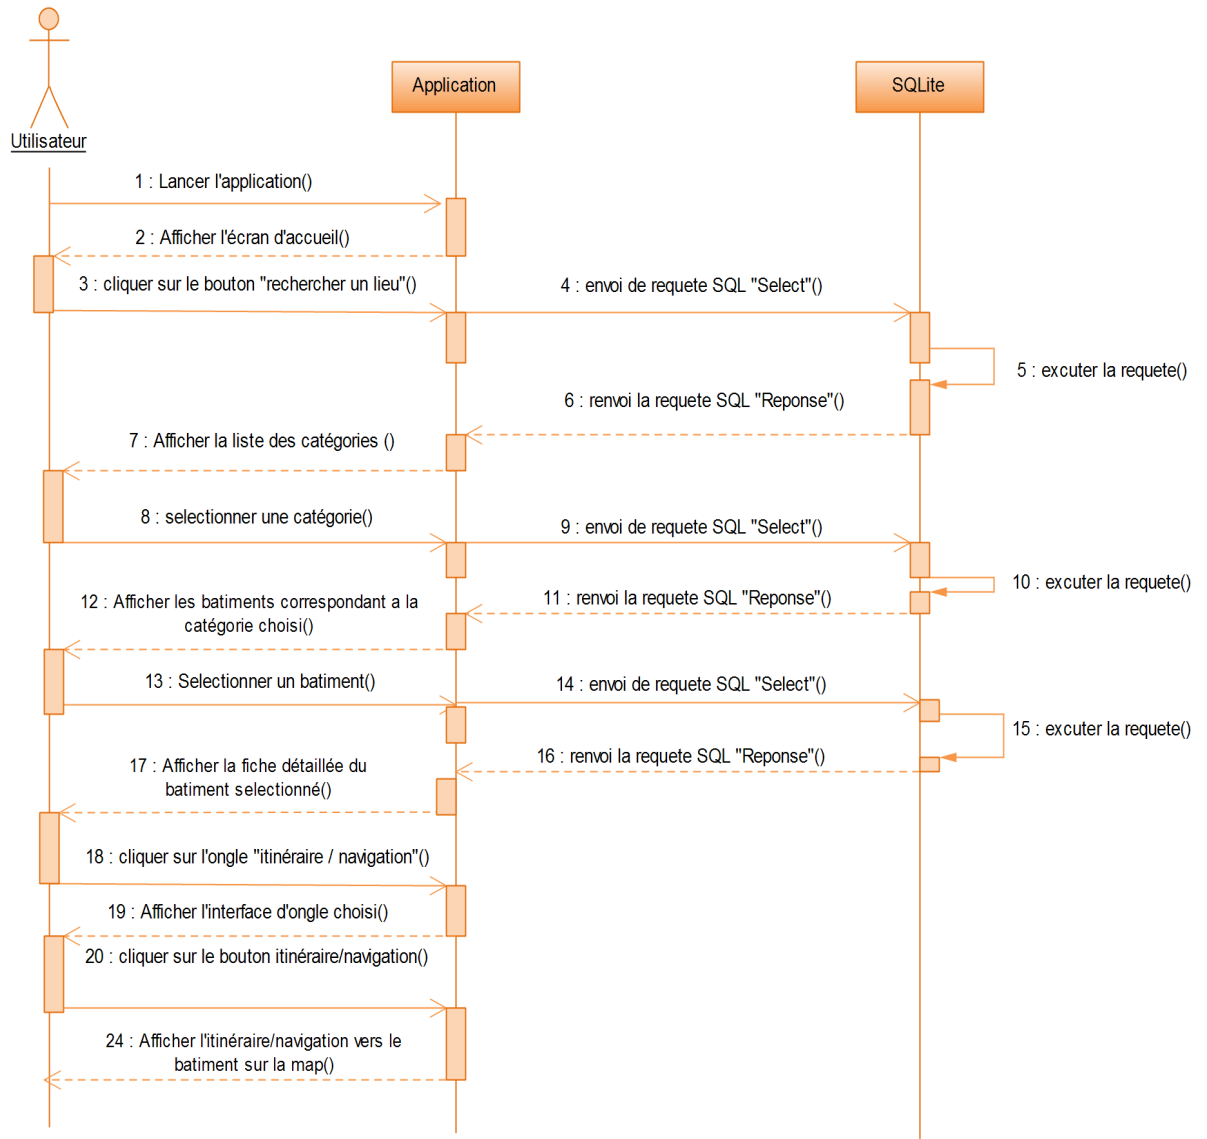 Utilisateur
Application
SQLite
1 : Lancer l'application()
2 : Afficher l'écran d'accueil()
3 : cliquer sur le bouton "rechercher un lieu"()
4 : envoi de requete SQL "Select"()
5 : excuter la requete()
6 : renvoi la requete SQL "Reponse"()
7 : Afficher la liste des catégories ()
8 : selectionner une catégorie()
9 : envoi de requete SQL "Select"()
10 : excuter la requete()
11 : renvoi la requete SQL "Reponse"()
12 : Afficher les batiments correspondant a la
catégorie choisi()
13 : Selectionner un batiment()
14 : envoi de requete SQL "Select"()
15 : excuter la requete()
16 : renvoi la requete SQL "Reponse"()
17 : Afficher la fiche détaillée du
batiment selectionné()
18 : cliquer sur l'ongle "itinéraire / navigation"()
19 : Afficher l'interface d'ongle choisi()
20 : cliquer sur le bouton itinéraire/navigation()
24 : Afficher l'itinéraire/navigation vers le
batiment sur la map()